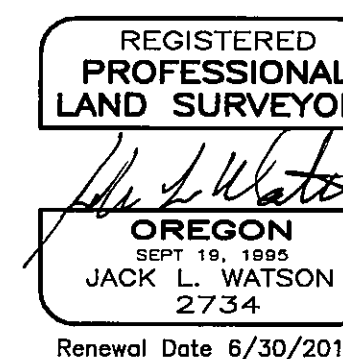 REGISTERED
PROFESSIONAL
LAND SURVEYO
OREGON
SEPT 19, 1995
JACK L. WATSON
2734
Renewal Date 6/30/201